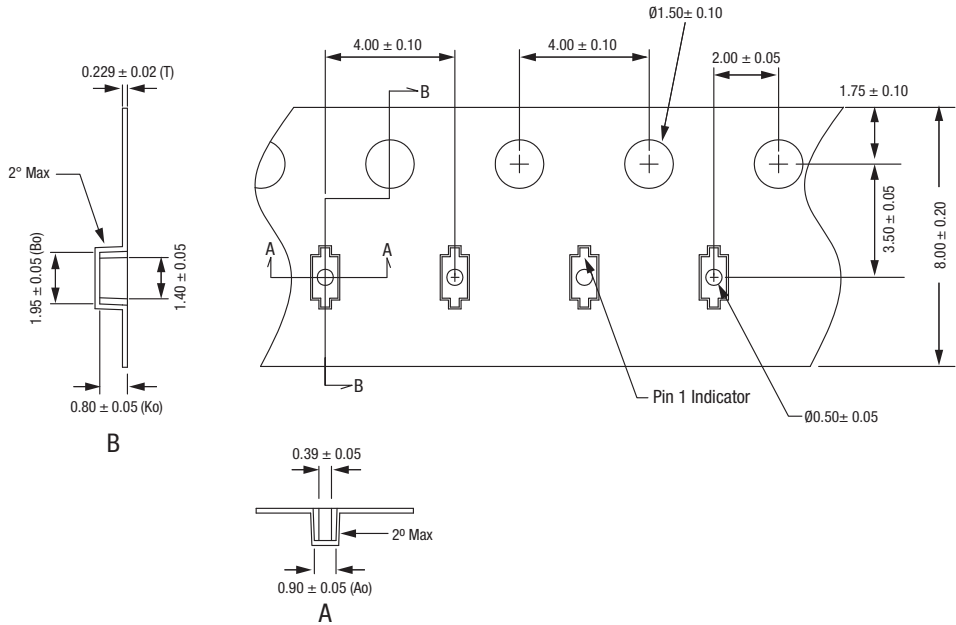 Ø1.50± 0.10
4.00 ± 0.10
4.00 ± 0.10
2.00 ± 0.05
0.229 ± 0.02 (T)
1.75 ± 0.10
B
2° Max
A
A
1.95 ± 0.05 (Bo)
1.40 ± 0.05
3.50 ± 0.05
8.00 ± 0.20
B
Pin 1 Indicator
0.80 ± 0.05 (Ko)
Ø0.50± 0.05
B
0.39 ± 0.05
2º Max
0.90 ± 0.05 (Ao)
A